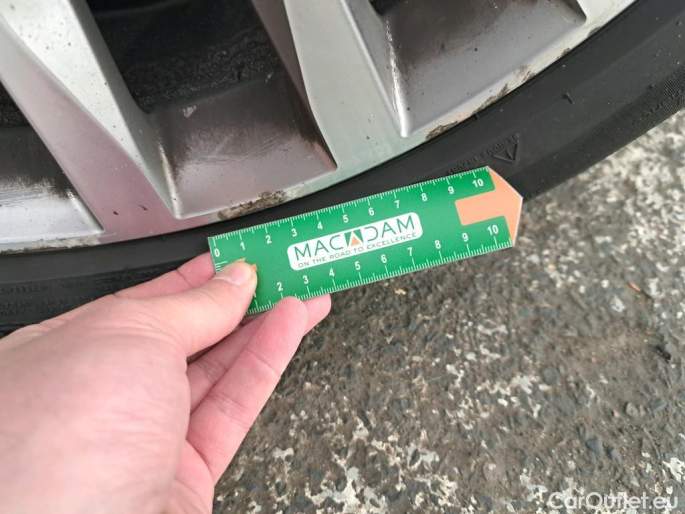 0 1 2 3 4 5 6 7 8 9 10
MACADAM
ON THE ROAD TO EXCELLENCE
2 3 4 5 6 7 8 9 10
CarOutlet.eu